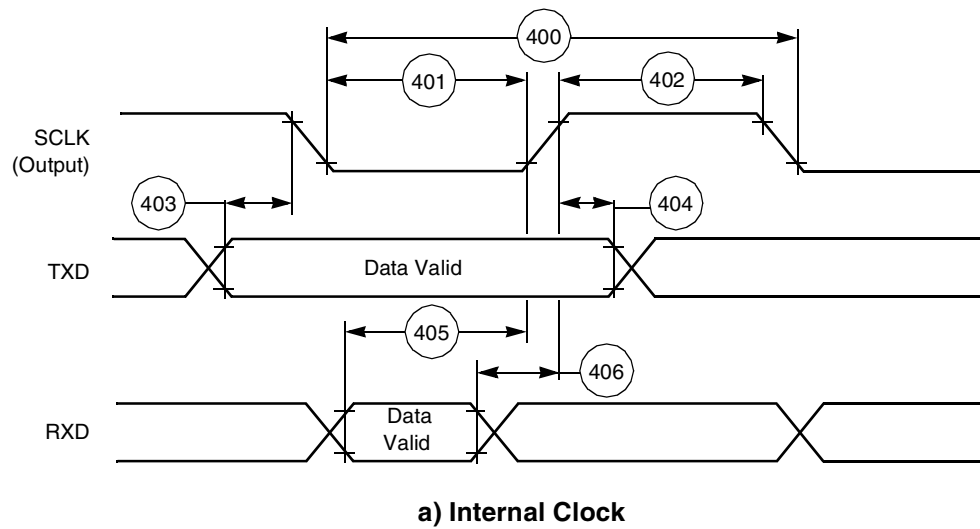 400
401
402
SCLK
(Output)
403
404
TXD
Data Valid
405
406
RXD
Data
Valid
a) Internal Clock